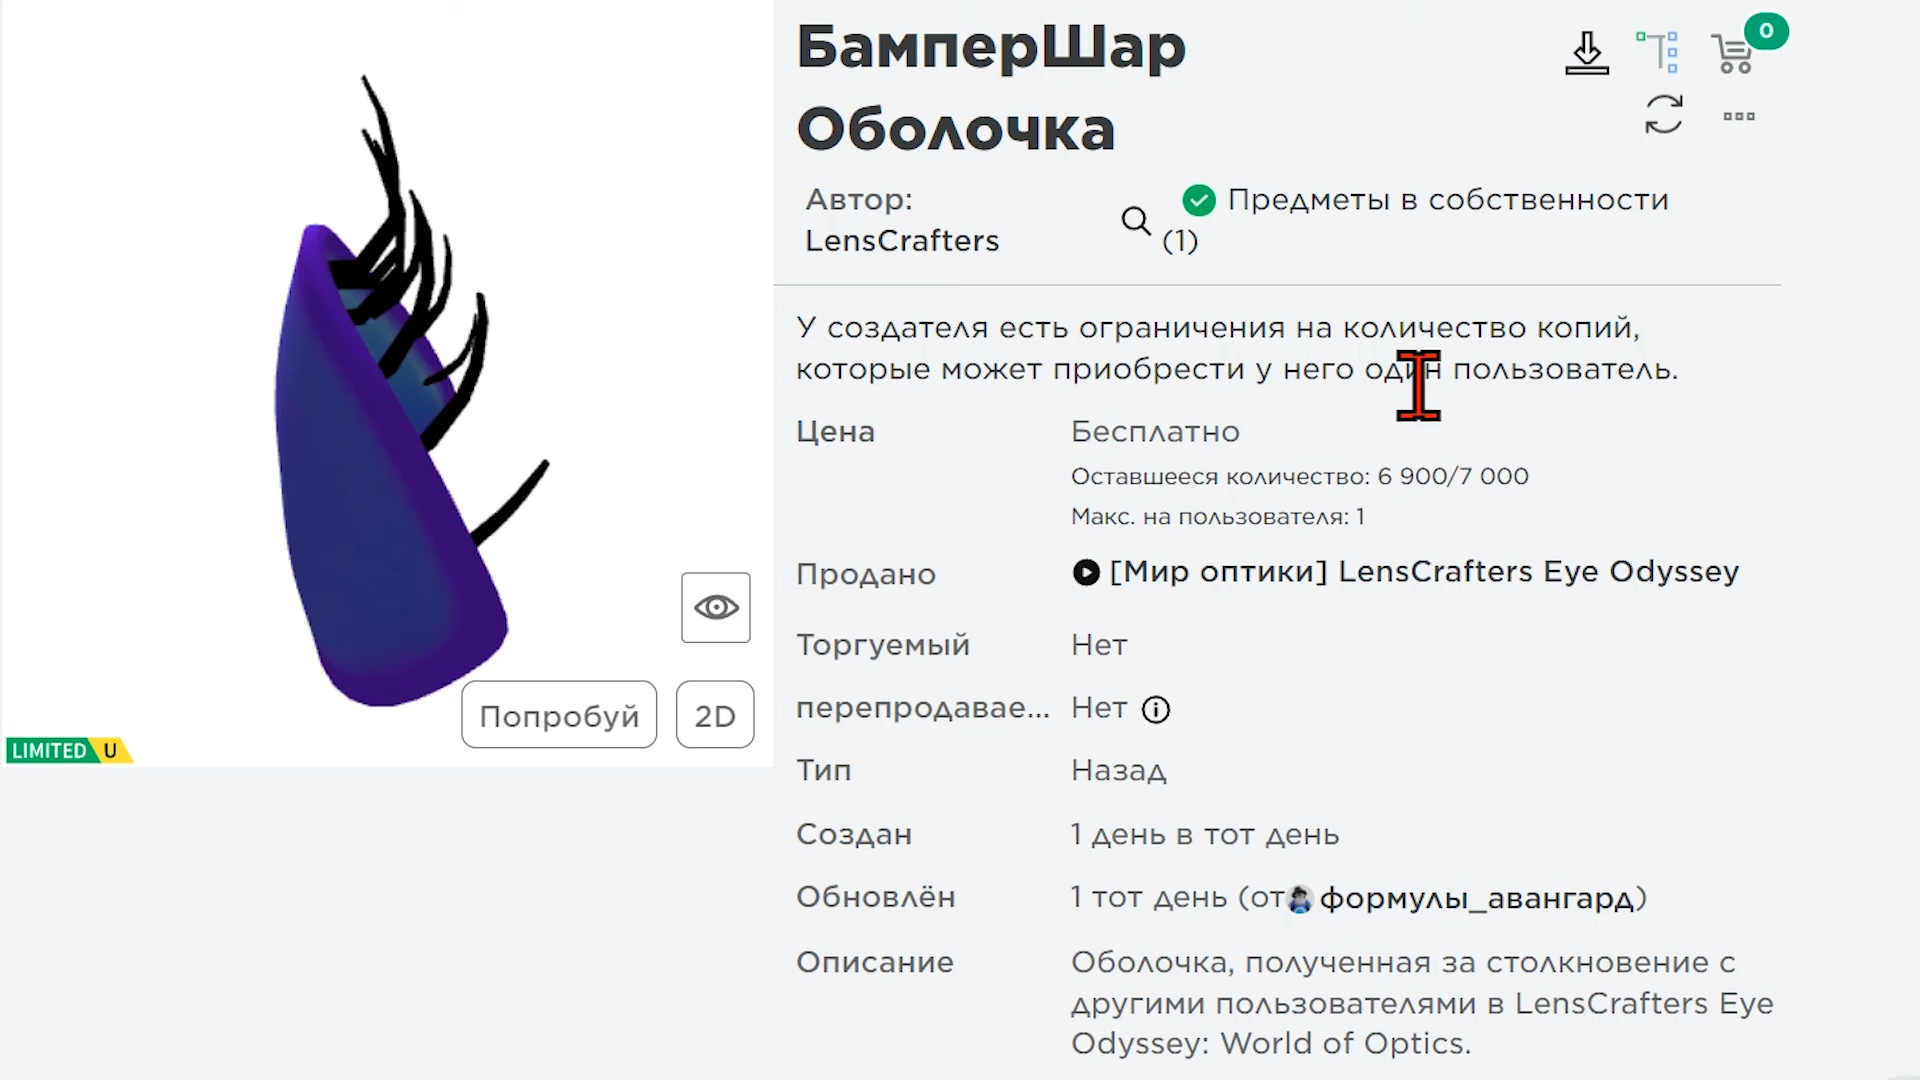 БамперШар
Оболочка
0
Автор:
LensCrafters
Предметы в собственности
(1)
У создателя есть ограничения на количество копий,
которые может приобрести у него один пользователь.
Цена
Бесплатно
Оставшееся количество: 6 900/7 000
Макс. на пользователя: 1
Продано
[Мир оптики] LensCrafters Eye Odyssey
Торгуемый
Нет
перепродавае...
Нет
Тип
Назад
Создан
1 день в тот день
Обновлён
1 тот день (от формулы_авангард)
Описание
Оболочка, полученная за столкновение с
другими пользователями в LensCrafters Eye
Odyssey: World of Optics.
Попробуй
2D
LIMITED U